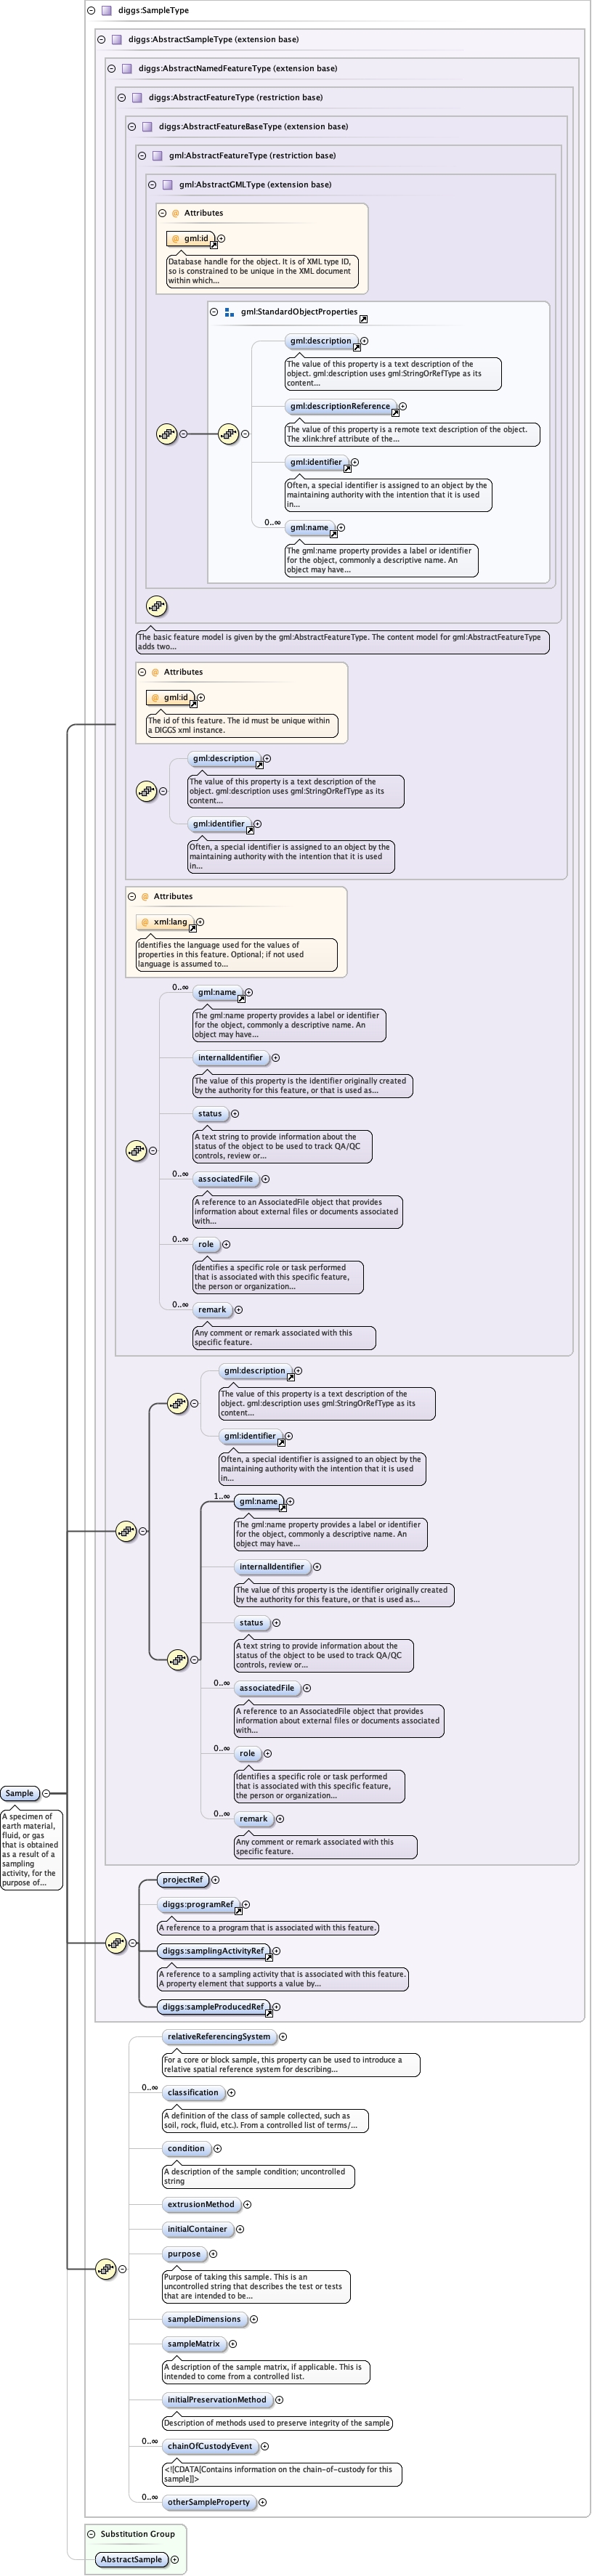 diggs:SampleType
diggs:AbstractSampleType (extension base)
diggs:AbstractNamedFeatureType (extension base)
diggs:AbstractFeatureType (restriction base)
diggs:AbstractFeatureBaseType (extension base)
gml:AbstractFeatureType (restriction base)
gml:AbstractGMLType (extension base)
@ Attributes
@ gml:id
Database handle for the object. It is of XML type ID,
so is constrained to be unique in the XML document
within which...
gml:StandardObjectProperties
gml:description
The value of this property is a text description of the
object. gml:description uses gml:StringOrRefType as its
content...
gml:descriptionReference
The value of this property is a remote text description of the object.
The xlink:href attribute of the...
gml:identifier
Often, a special identifier is assigned to an object by the
maintaining authority with the intention that it is used
in...
0..∞
gml:name
The gml:name property provides a label or identifier
for the object, commonly a descriptive name. An
object may have...
The basic feature model is given by the gml:AbstractFeatureType. The content model for gml:AbstractFeatureType
adds two...
@ Attributes
@ gml:id
The id of this feature. The id must be unique within
a DIGGS xml instance.
gml:description
The value of this property is a text description of the
object. gml:description uses gml:StringOrRefType as its
content...
gml:identifier
Often, a special identifier is assigned to an object by the
maintaining authority with the intention that it is used
in...
@ Attributes
@ xml:lang
Identifies the language used for the values of
properties in this feature. Optional; if not used
language is assumed to...
0..∞
gml:name
The gml:name property provides a label or identifier
for the object, commonly a descriptive name. An
object may have...
internalIdentifier
The value of this property is the identifier originally created
by the authority for this feature, or that is used as...
status
A text string to provide information about the
status of the object to be used to track QA/QC
controls, review or...
0..∞
associatedFile
A reference to an AssociatedFile object that provides
information about external files or documents associated
with...
0..∞
role
Identifies a specific role or task performed
that is associated with this specific feature,
the person or organization...
0..∞
remark
Any comment or remark associated with this
specific feature.
gml:description
The value of this property is a text description of the
object. gml:description uses gml:StringOrRefType as its
content...
gml:identifier
Often, a special identifier is assigned to an object by the
maintaining authority with the intention that it is used
in...
1..∞
gml:name
The gml:name property provides a label or identifier
for the object, commonly a descriptive name. An
object may have...
internalIdentifier
The value of this property is the identifier originally created
by the authority for this feature, or that is used as...
status
A text string to provide information about the
status of the object to be used to track QA/QC
controls, review or...
0..∞
associatedFile
A reference to an AssociatedFile object that provides
information about external files or documents associated
with...
0..∞
role
Identifies a specific role or task performed
that is associated with this specific feature,
the person or organization...
0..∞
remark
Any comment or remark associated with this
specific feature.
Sample
A specimen of
earth material,
fluid, or gas
that is obtained
as a result of a
sampling
activity, for the
purpose of...
projectRef
diggs:programRef
A reference to a program that is associated with this feature.
diggs:samplingActivityRef
A reference to a sampling activity that is associated with this feature.
A property element that supports a value by...
diggs:sampleProducedRef
relativeReferencingSystem
For a core or block sample, this property can be used to introduce a
relative spatial reference system for describing...
0..∞
classification
A definition of the class of sample collected, such as
soil, rock, fluid, etc.). From a controlled list of terms/...
condition
A description of the sample condition; uncontrolled
string
extrusionMethod
initialContainer
purpose
Purpose of taking this sample. This is an
uncontrolled string that describes the test or tests
that are intended to be...
sampleDimensions
sampleMatrix
A description of the sample matrix, if applicable. This is
intended to come from a controlled list.
initialPreservationMethod
Description of methods used to preserve integrity of the sample
0..∞
chainOfCustodyEvent
<![CDATA[Contains information on the chain-of-custody for this
sample]]>
0..∞
otherSampleProperty
Substitution Group
AbstractSample